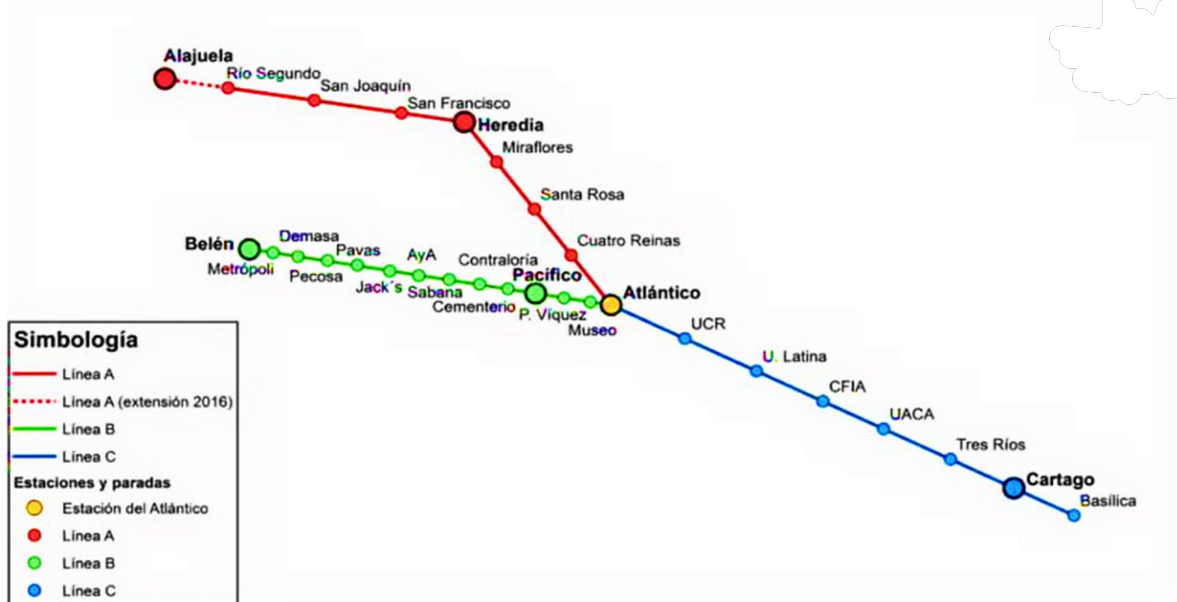 Alajuela
Río Segundo
San Joaquín
San Francisco
Heredia
Miraflores
Santa Rosa
Cuatro Reinas
Belén
Metrópoli
Demasa
Pecosa
Pavas
Jack´s
AyA
Sabana
Contraloría
Cementerio
Pacífico
P. Víquez
Museo
Atlántico
UCR
U. Latina
CFIA
UACA
Tres Ríos
Cartago
Basílica
Simbología
Línea A
Línea A (extensión 2016)
Línea B
Línea C
Estaciones y paradas
Estación del Atlántico
Línea A
Línea B
Línea C